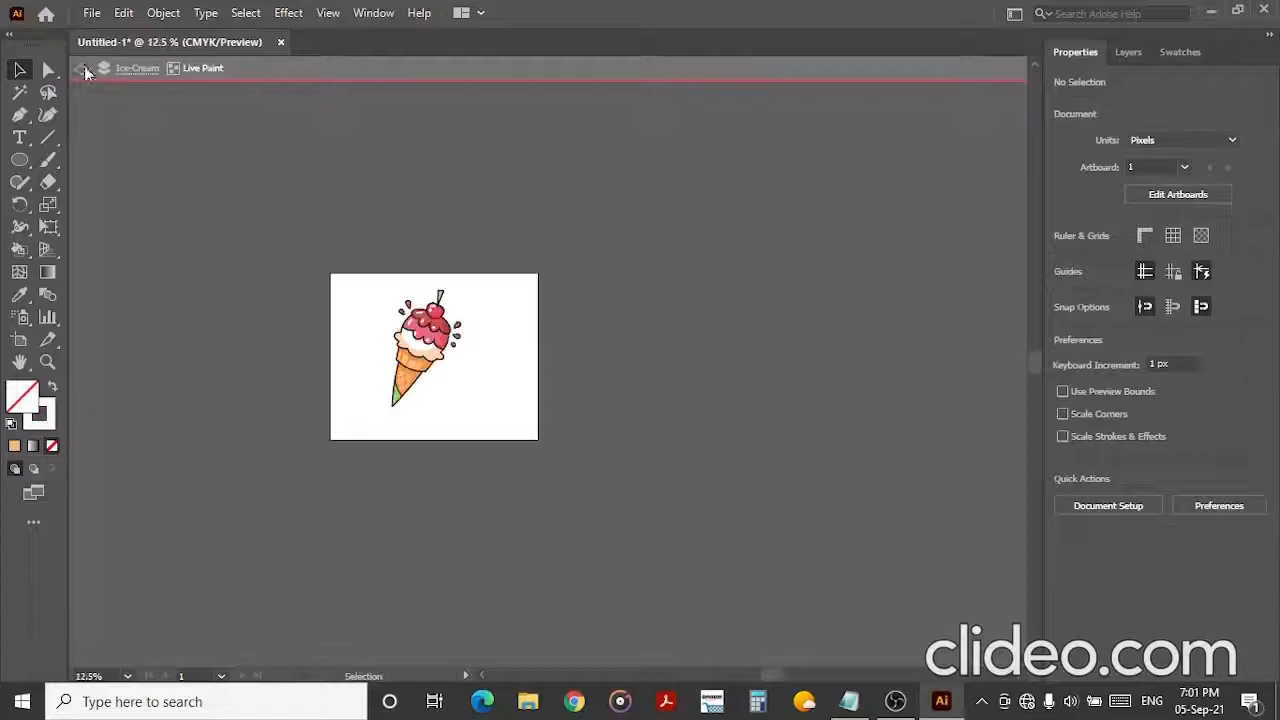 Ai File Edit Object Type Select Effect View Window Help Search Adobe Help
Untitled-1* @ 12.5 % (CMYK/Preview) ×
Ice-Cream Live Paint
Properties Layers Swatches
No Selection
Document
Units: Pixels
Artboard: 1
Edit Artboards
Ruler & Grids
Guides
Snap Options
Preferences
Keyboard Increment: 1 px
Use Preview Bounds
Scale Corners
Scale Strokes & Effects
Quick Actions
Document Setup Preferences
clideo.com
12.5% 1 Selection
Type here to search Ai ENG 7:01 PM 05-Sep-21 1